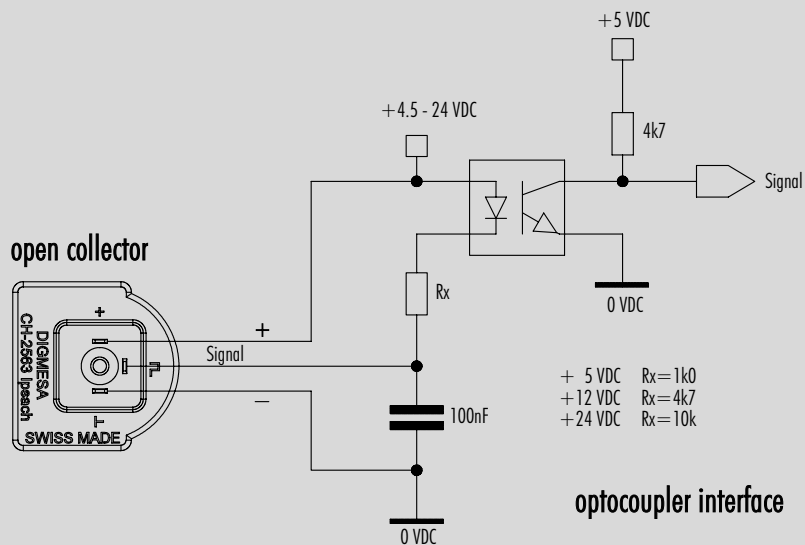 +5 VDC
+4.5 - 24 VDC
4k7
Signal
open collector
0 VDC
Rx
+
+
DIGMESA
CH-2563 Ipsach
Signal
–
SWISS MADE
+ 5 VDC Rx=1k0
+12 VDC Rx=4k7
+24 VDC Rx=10k
100nF
optocoupler interface
0 VDC